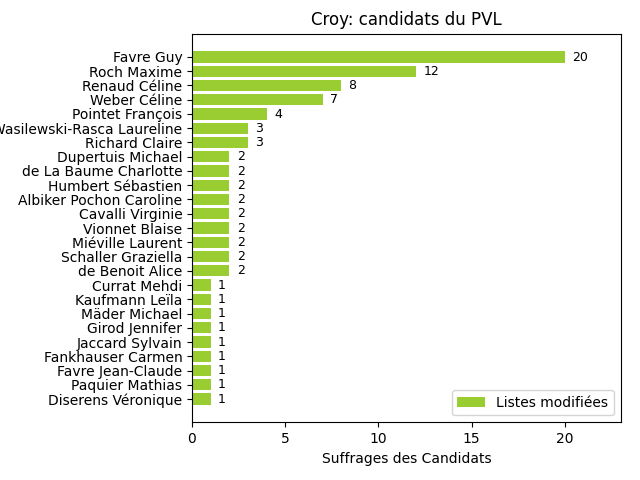 Croy: candidats du PVL
Favre Guy 20
Roch Maxime 12
Renaud Céline 8
Weber Céline 7
Pointet François 4
Wasilewski-Rasca Laureline 3
Richard Claire 3
Dupertuis Michael 2
de La Baume Charlotte 2
Humbert Sébastien 2
Albiker Pochon Caroline 2
Cavalli Virginie 2
Vionnet Blaise 2
Miéville Laurent 2
Schaller Graziella 2
de Benoit Alice 2
Currat Mehdi 1
Kaufmann Leïla 1
Mäder Michael 1
Girod Jennifer 1
Jaccard Sylvain 1
Fankhauser Carmen 1
Favre Jean-Claude 1
Paquier Mathias 1
Diserens Véronique 1
Listes modifiées
0 5 10 15 20
Suffrages des Candidats